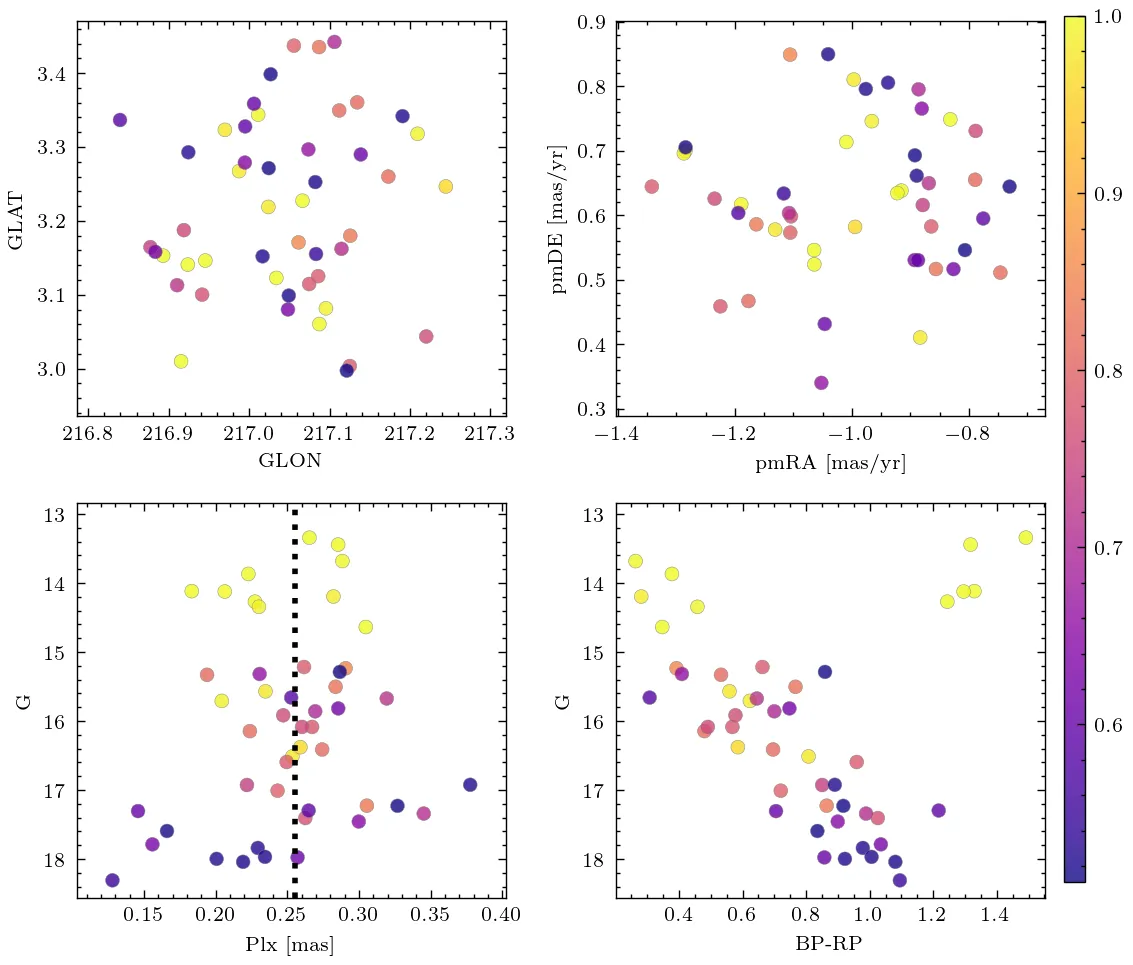 3.4
3.3
3.2
3.1
3.0
GLAT
216.8 216.9 217.0 217.1 217.2 217.3
GLON
0.9
0.8
0.7
0.6
0.5
0.4
0.3
pmDE [mas/yr]
−1.4 −1.2 −1.0 −0.8
pmRA [mas/yr]
1.0
0.9
0.8
0.7
0.6
13
14
15
16
17
18
G
0.15 0.20 0.25 0.30 0.35 0.40
Plx [mas]
13
14
15
16
17
18
G
0.4 0.6 0.8 1.0 1.2 1.4
BP-RP